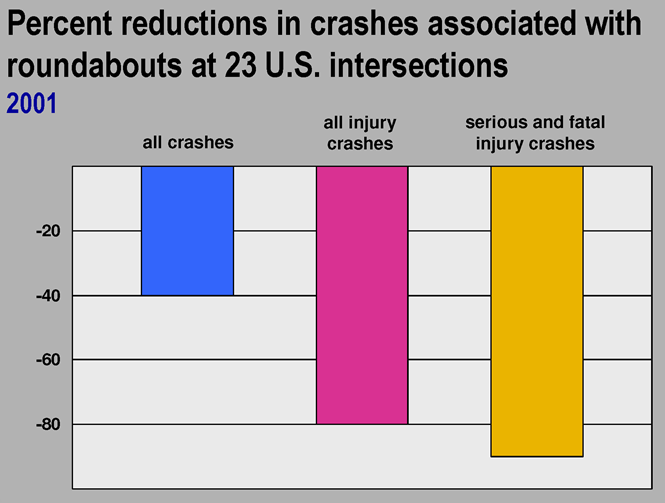 Percent reductions in crashes associated with
roundabouts at 23 U.S. intersections
2001
all crashes
all injury
crashes
serious and fatal
injury crashes
-20
-40
-60
-80